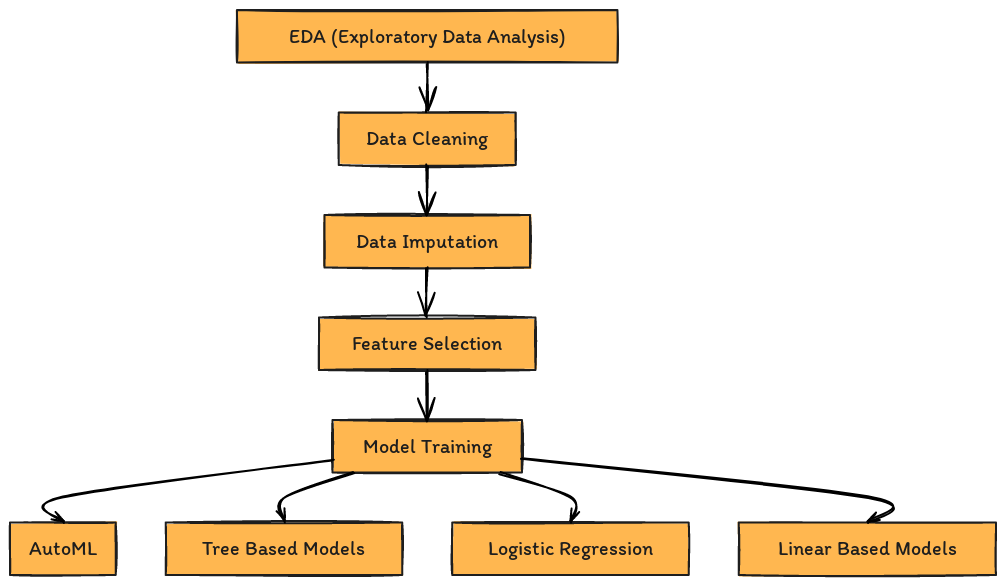 EDA (Exploratory Data Analysis)
Data Cleaning
Data Imputation
Feature Selection
Model Training
AutoML
Tree Based Models
Logistic Regression
Linear Based Models